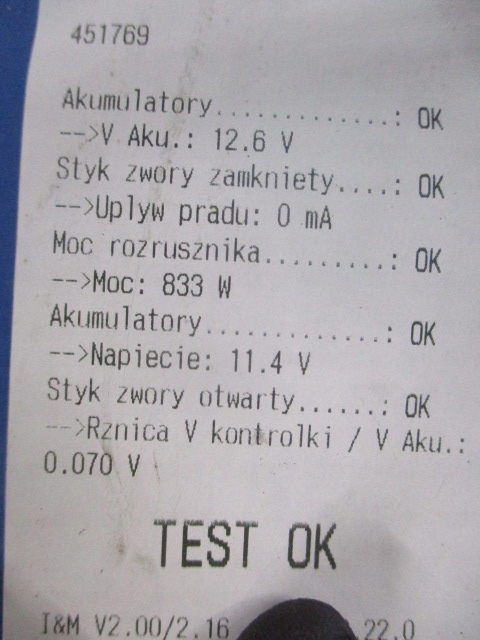 451769
Akumulatory..............: OK
-->V Aku.: 12.6 V
Styk zwory zamkniety....: OK
-->Uplyw pradu: 0 mA
Moc rozrusznika.........: OK
-->Moc: 833 W
Akumulatory.............: OK
-->Napiecie: 11.4 V
Styk zwory otwarty......: OK
-->Rznica V kontrolki / V Aku.:
0.070 V
TEST OK
I&M V2.00/2.16 22.0